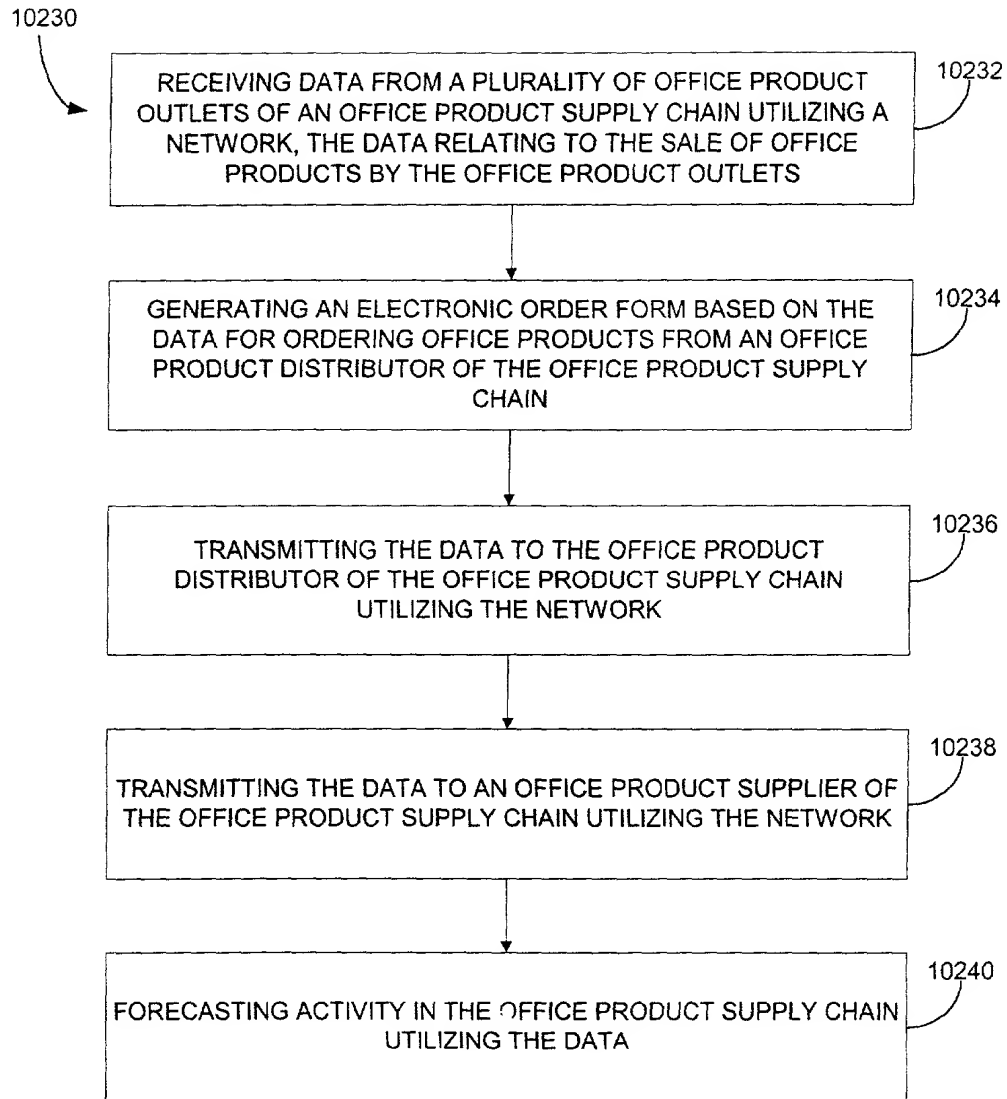 10230
RECEIVING DATA FROM A PLURALITY OF OFFICE PRODUCT
OUTLETS OF AN OFFICE PRODUCT SUPPLY CHAIN UTILIZING A
NETWORK, THE DATA RELATING TO THE SALE OF OFFICE
PRODUCTS BY THE OFFICE PRODUCT OUTLETS
10232
GENERATING AN ELECTRONIC ORDER FORM BASED ON THE
DATA FOR ORDERING OFFICE PRODUCTS FROM AN OFFICE
PRODUCT DISTRIBUTOR OF THE OFFICE PRODUCT SUPPLY
CHAIN
10234
TRANSMITTING THE DATA TO THE OFFICE PRODUCT
DISTRIBUTOR OF THE OFFICE PRODUCT SUPPLY CHAIN
UTILIZING THE NETWORK
10236
TRANSMITTING THE DATA TO AN OFFICE PRODUCT SUPPLIER OF
THE OFFICE PRODUCT SUPPLY CHAIN UTILIZING THE NETWORK
10238
FORECASTING ACTIVITY IN THE OFFICE PRODUCT SUPPLY CHAIN
UTILIZING THE DATA
10240